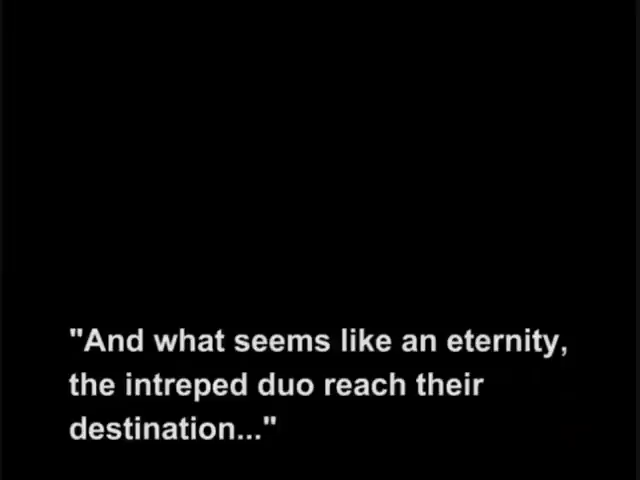 "And what seems like an eternity,
the intreped duo reach their
destination..."